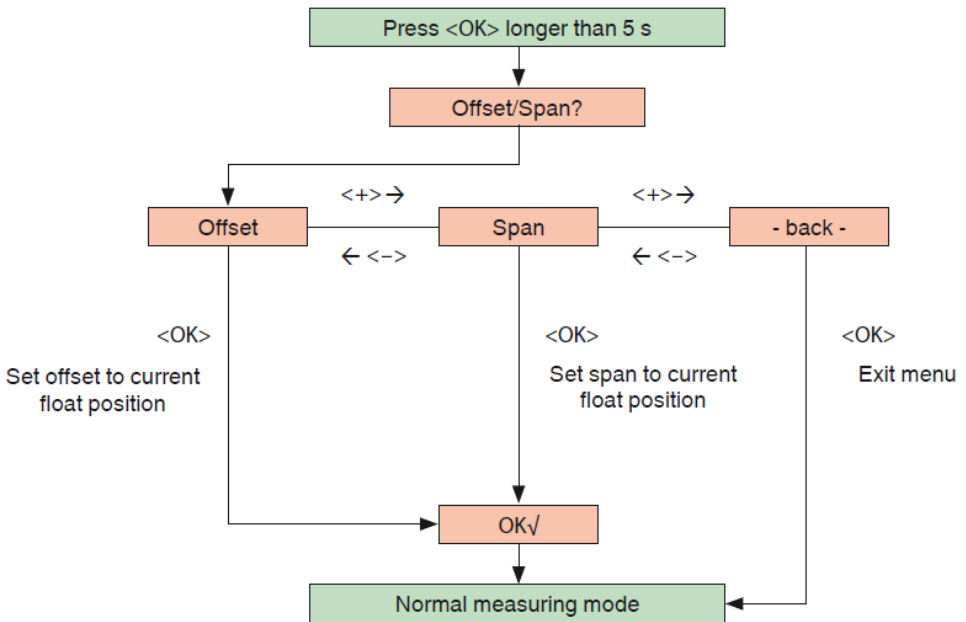 Press <OK> longer than 5 s
Offset/Span?
<+>→
<+>→
Offset
Span
- back -
← <−>
← <−>
<OK>
<OK>
<OK>
Set offset to current
float position
Set span to current
float position
Exit menu
OK√
Normal measuring mode